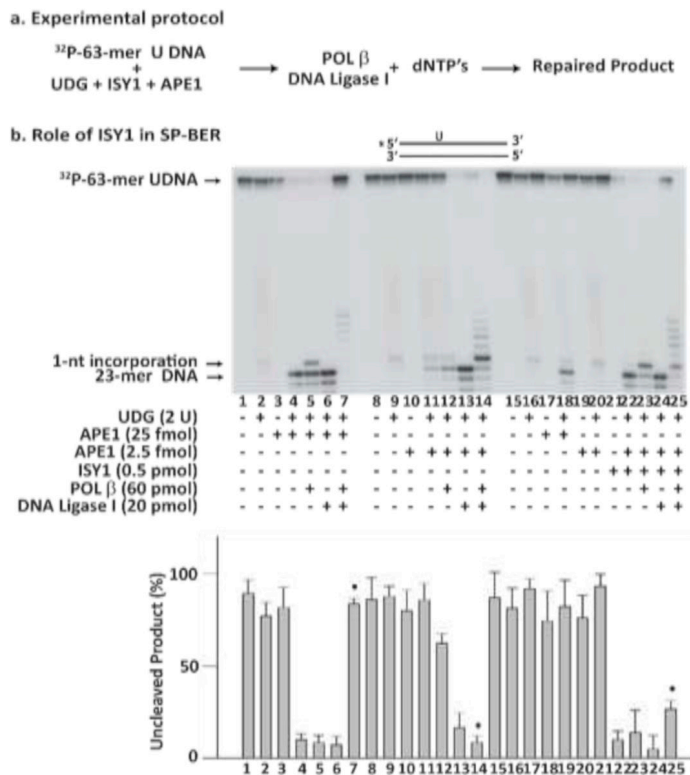 a. Experimental protocol
³²P-63-mer U DNA
+
UDG + ISY1 + APE1
POL β
DNA Ligase I
+ dNTP's
Repaired Product
b. Role of ISY1 in SP-BER
U
* 5' 3'
3' 5'
³²P-63-mer UDNA
1-nt incorporation
23-mer DNA
1 2 3 4 5 6 7 8 9 10 11 12 13 14 15 16 17 18 19 20 21 22 23 24 25
UDG (2 U) - + - + + + + - + - + + + + - + - + - + - + + + +
APE1 (25 fmol) - - + + + + + - - - - - - - - - + + - - - - - - -
APE1 (2.5 fmol) - - - - - - - - - + + + + + - - - - + + - + + + +
ISY1 (0.5 pmol) - - - - - - - - - - - - - - - - - - - - + + + + +
POL β (60 pmol) - - - - + - + - - - - + - + - - - - - - - - + - +
DNA Ligase I (20 pmol) - - - - - + + - - - - - + + - - - - - - - - - + +
Uncleaved Product (%)
100
50
0
* * *
1 2 3 4 5 6 7 8 9 10 11 12 13 14 15 16 17 18 19 20 21 22 23 24 25